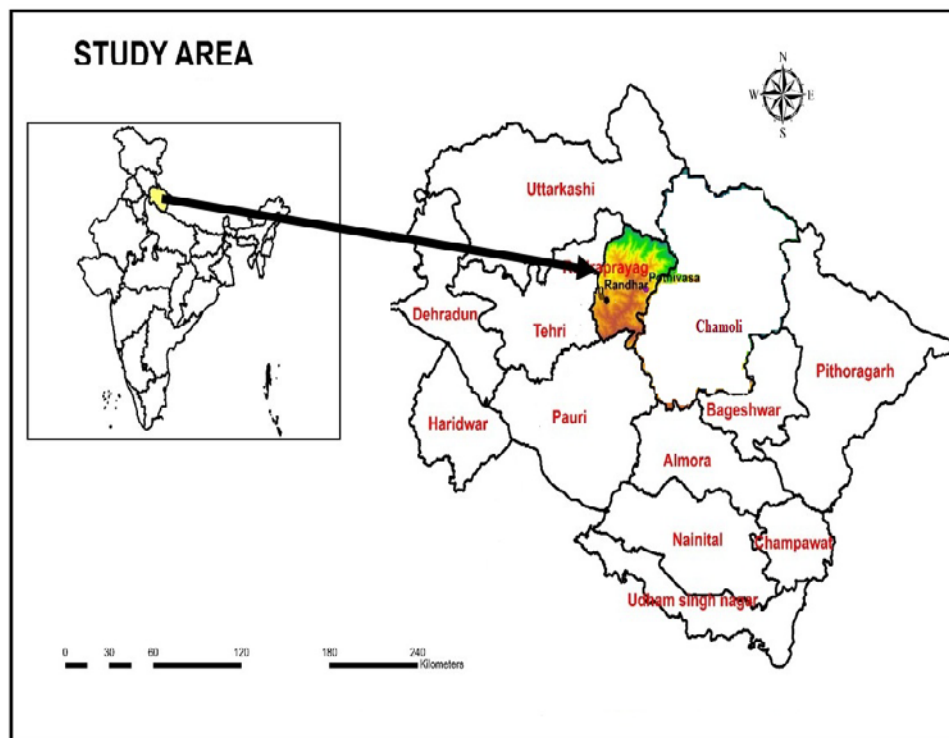 STUDY AREA
N
W E
S
Uttarkashi
Pothivasa
Randhar
Dehradun
Tehri
Chamoli
Pithoragarh
Haridwar
Pauri
Bageshwar
Almora
Nainital
Champawat
Udham singh nagar
0 30 60 120 180 240
Kilometers